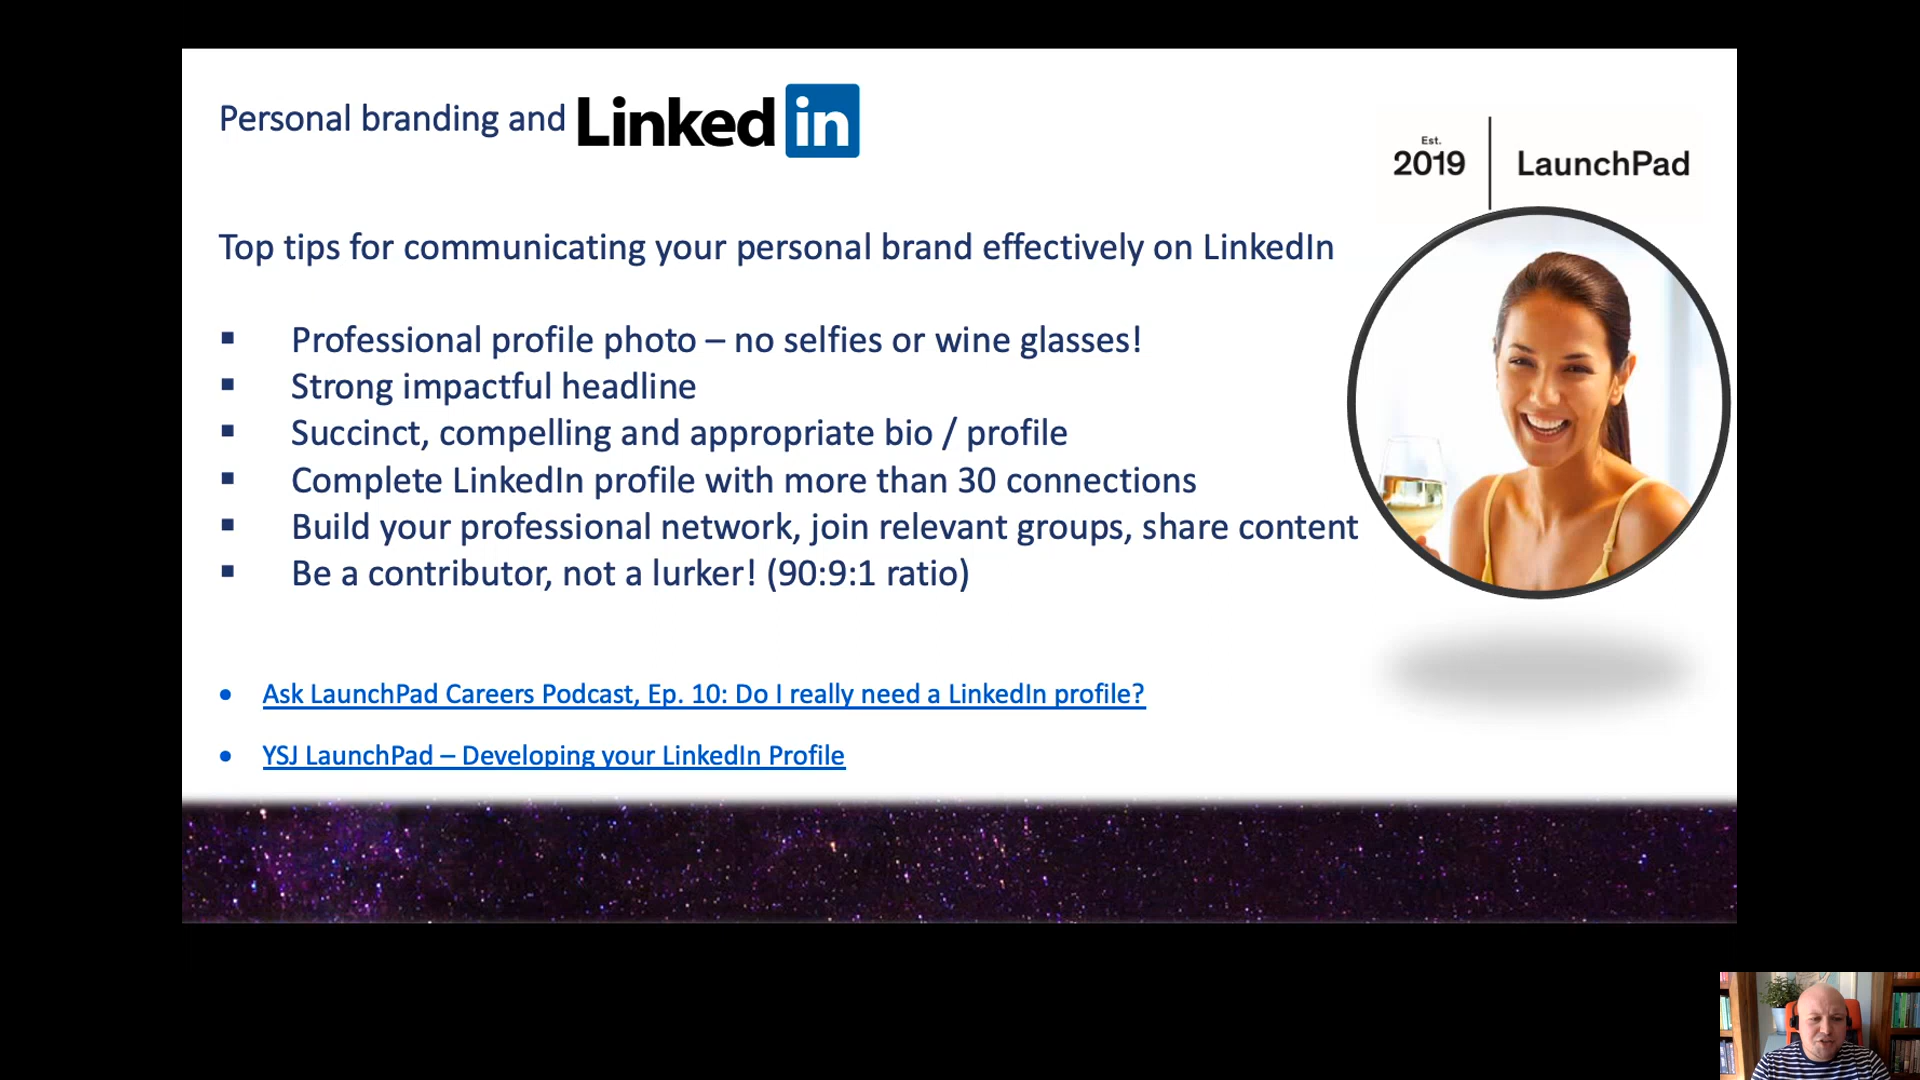 Personal branding and Linked in
Est.
2019
LaunchPad
Top tips for communicating your personal brand effectively on LinkedIn
▪ Professional profile photo – no selfies or wine glasses!
▪ Strong impactful headline
▪ Succinct, compelling and appropriate bio / profile
▪ Complete LinkedIn profile with more than 30 connections
▪ Build your professional network, join relevant groups, share content
▪ Be a contributor, not a lurker! (90:9:1 ratio)
• Ask LaunchPad Careers Podcast, Ep. 10: Do I really need a LinkedIn profile?
• YSJ LaunchPad – Developing your LinkedIn Profile